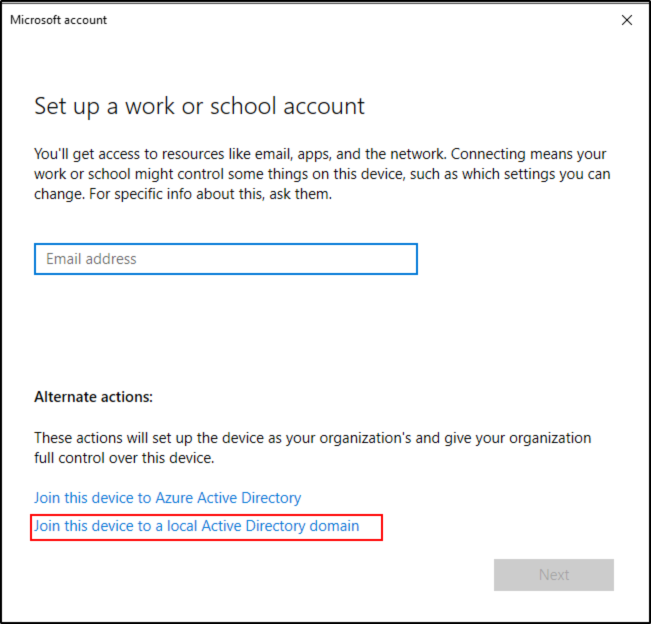 Microsoft account
Set up a work or school account
You'll get access to resources like email, apps, and the network. Connecting means your
work or school might control some things on this device, such as which settings you can
change. For specific info about this, ask them.
Email address
Alternate actions:
These actions will set up the device as your organization's and give your organization
full control over this device.
Join this device to Azure Active Directory
Join this device to a local Active Directory domain
Next